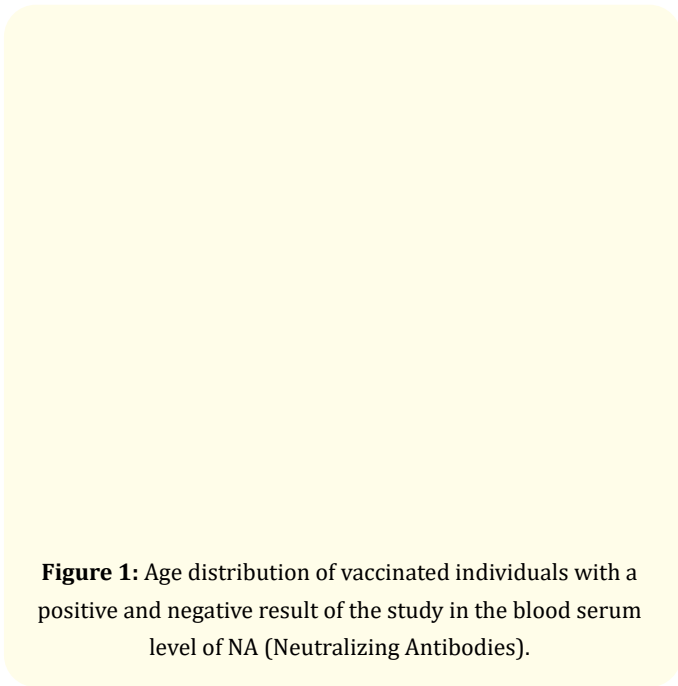 Figure 1: Age distribution of vaccinated individuals with a
positive and negative result of the study in the blood serum
level of NA (Neutralizing Antibodies).